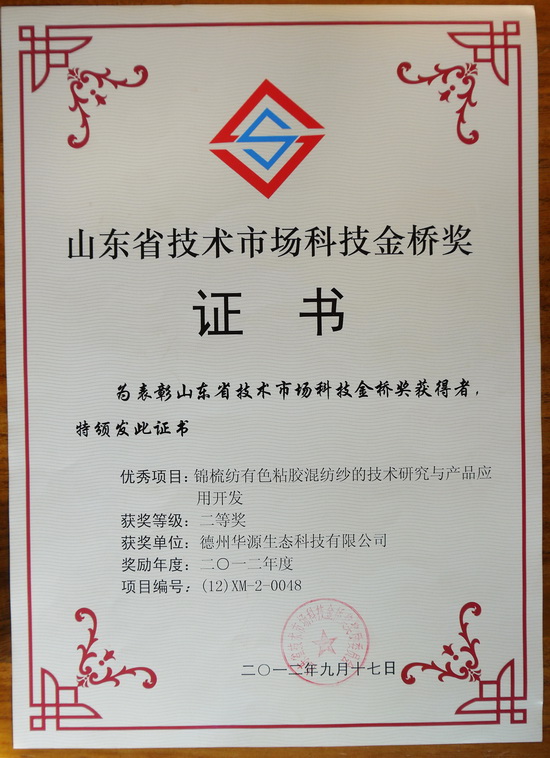 山东省技术市场科技金桥奖
证 书
为表彰山东省技术市场科技金桥奖获得者，
特颁发此证书
优秀项目：锦梳纺有色粘胶混纺纱的技术研究与产品应
用开发
获奖等级：二等奖
获奖单位：德州华源生态科技有限公司
奖励年度：二〇一二年度
项目编号：(12)XM-2-0048
二〇一二年九月十七日